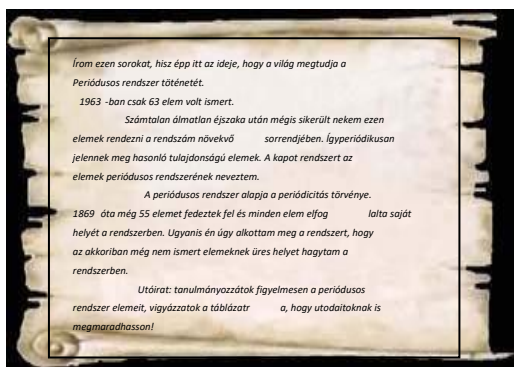 Írom ezen sorokat, hisz épp itt az ideje, hogy a világ megtudja a
Periódusos rendszer töténetét.
1963 -ban csak 63 elem volt ismert.
Számtalan álmatlan éjszaka után mégis sikerült nekem ezen
elemek rendezni a rendszám növekvő sorrendjében. Ígyperiódikusan
jelennek meg hasonló tulajdonságú elemek. A kapot rendszert az
elemek periódusos rendszerének neveztem.
A periódusos rendszer alapja a periódicitás törvénye.
1869 óta még 55 elemet fedeztek fel és minden elem elfog lalta saját
helyét a rendszerben. Ugyanis én úgy alkottam meg a rendszert, hogy
az akkoriban még nem ismert elemeknek üres helyet hagytam a
rendszerben.
Utóirat: tanulmányozzátok figyelmesen a periódusos
rendszer elemeit, vigyázzatok a táblázatr a, hogy utodaitoknak is
megmaradhasson!